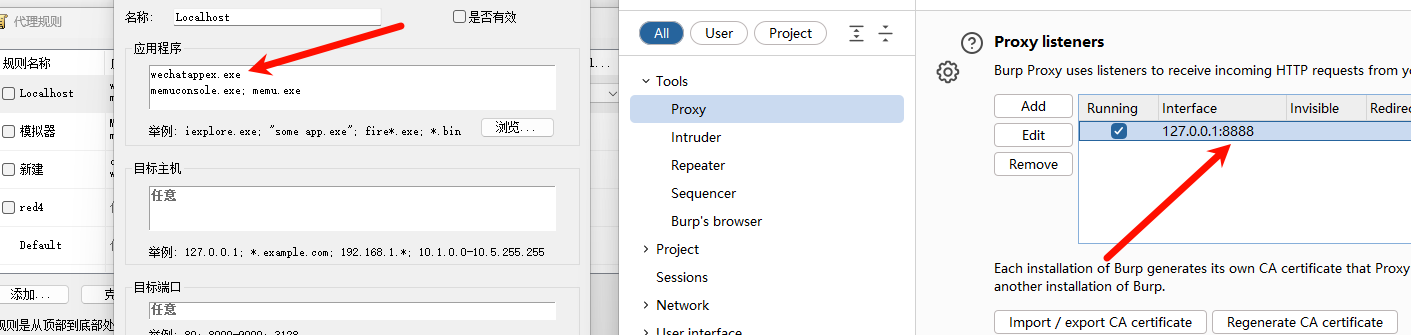 代理规则
规则名称
Localhost
模拟器
新建
red4
Default
添加...
规则是从顶部到底部处
名称:
Localhost
是否有效
应用程序
wechatappex.exe
memuconsole.exe; memu.exe
举例: iexplore.exe; "some app.exe"; fire*.exe; *.bin
浏览...
目标主机
任意
举例: 127.0.0.1; *.example.com; 192.168.1.*; 10.1.0.0-10.5.255.255
目标端口
任意
All
User
Project
Tools
Proxy
Intruder
Repeater
Sequencer
Burp's browser
Project
Sessions
Network
User interface
Proxy listeners
Burp Proxy uses listeners to receive incoming HTTP requests from yo
Add
Edit
Remove
Running
Interface
Invisible
Redirec
127.0.0.1:8888
Each installation of Burp generates its own CA certificate that Proxy
another installation of Burp.
Import / export CA certificate
Regenerate CA certificate